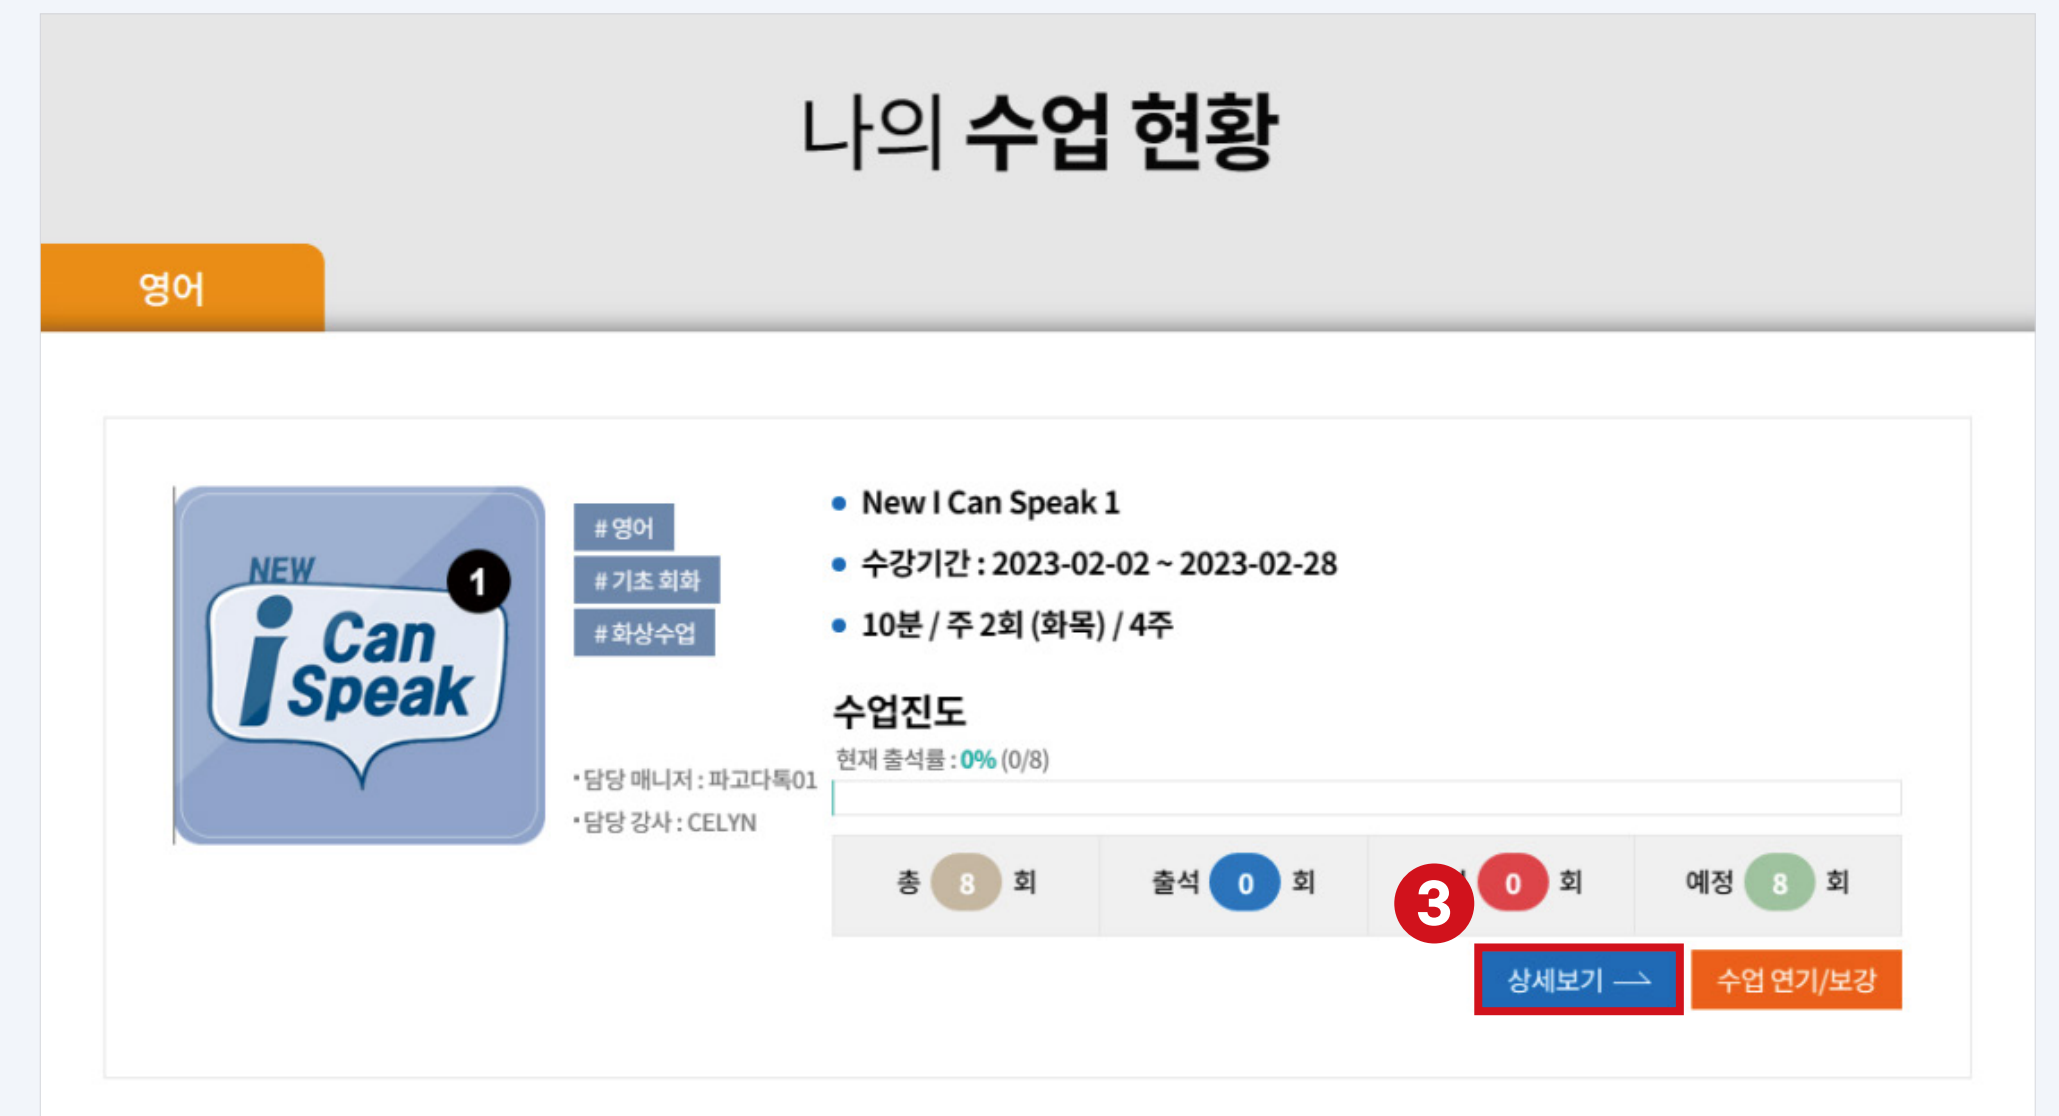 나의 수업 현황
영어
NEW
1
i Can
Speak
# 영어
# 기초 회화
# 화상수업
· 담당 매니저 : 파고다톡01
· 담당 강사 : CELYN
• New I Can Speak 1
• 수강기간 : 2023-02-02 ~ 2023-02-28
• 10분 / 주 2회 (화목) / 4주
수업진도
현재 출석률 : 0% (0/8)
총 8 회
출석 0 회
0 회
예정 8 회
3
상세보기 →
수업 연기/보강